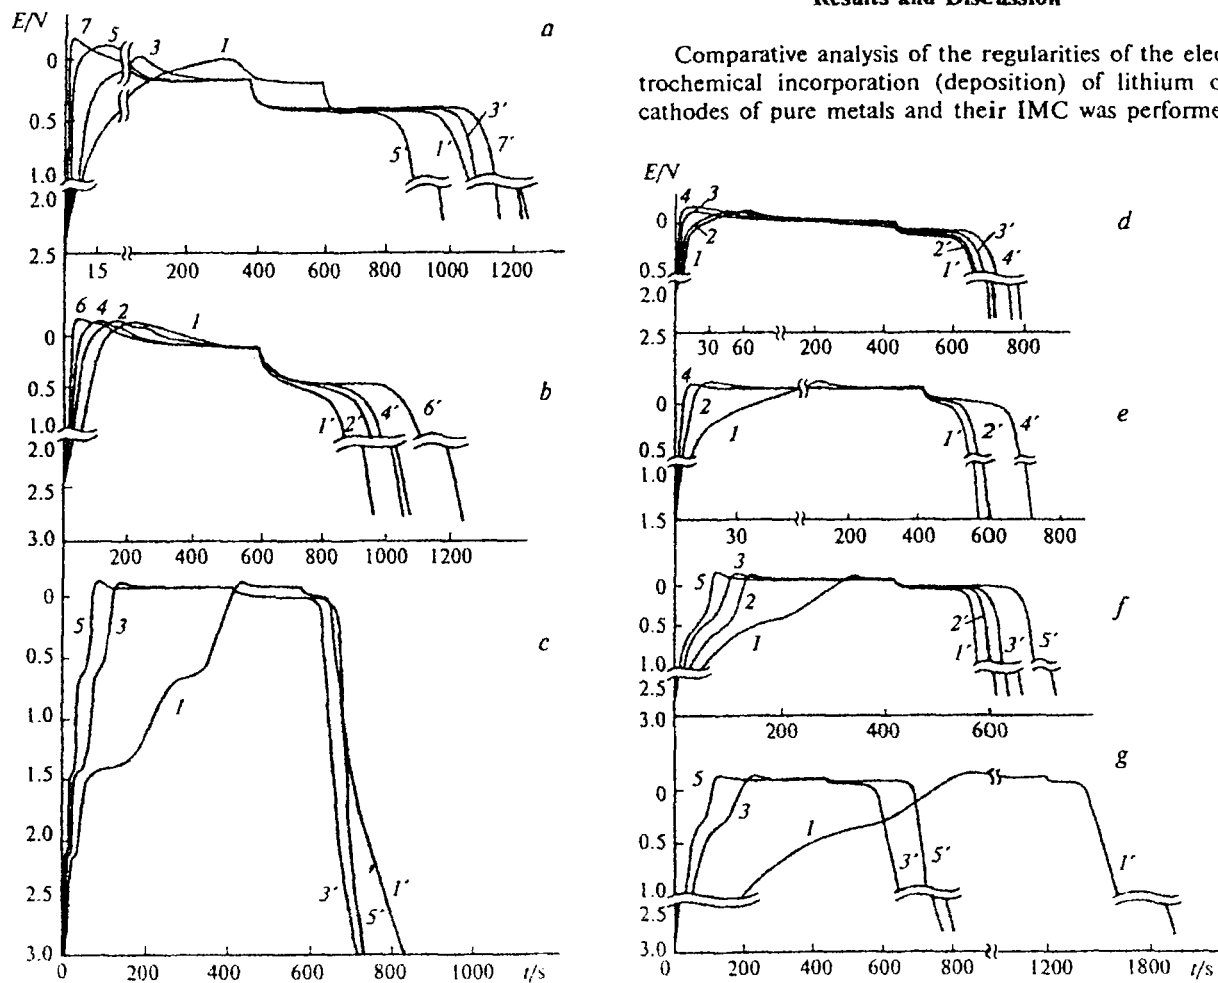 Results and Discussion
Comparative analysis of the regularities of the elec
trochemical incorporation (deposition) of lithium o
cathodes of pure metals and their IMC was performe
E/V
7 5 3 1 a
0
0.5
3′
5′ 1′ 7′
1.0
2.0
2.5
15 200 400 600 800 1000 1200
6 4 2 1
0
0.5
b
1′ 2′ 4′ 6′
1.0
2.0
2.5
3.0
200 400 600 800 1000 1200
0
5 3
0.5
c
1
1.0
1.5
2.0
2.5
3′ 5′ 1′
3.0
0 200 400 600 800 1000 t/s
E/V
4 3
0
d
2 1
2′ 3′
1′ 4′
0.5
2.0
2.5
30 60 200 400 600 800
4
0
2 1
1′ 2′ 4′
e
0.5
1.0
1.5
30 200 400 600 800
3
0
5 2
f
0.5
1
2′
1′ 3′ 5′
1.0
2.5
3.0
200 400 600
g
5
0
3
1
0.5
3′ 5′ 1′
1.0
2.5
3.0
0 200 400 600 800 1200 1800 t/s